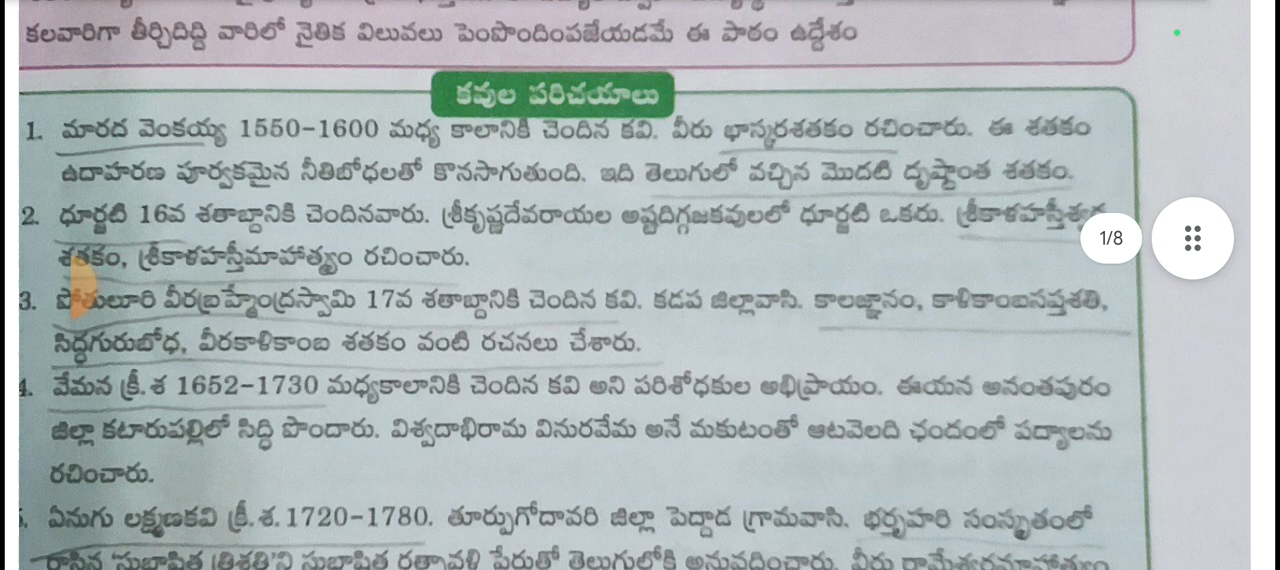 కలవారిగా తీర్చిదిద్ది వారిలో నైతిక విలువలు పెంపొందింపజేయడమే ఈ పాఠం ఉద్దేశం
కవుల పరిచయాలు
1. మారద వెంకయ్య 1550-1600 మధ్య కాలానికి చెందిన కవి. వీరు భాస్కరశతకం రచించారు. ఈ శతకం
ఉదాహరణ పూర్వకమైన నీతిబోధలతో కొనసాగుతుంది. ఇది తెలుగులో వచ్చిన మొదటి దృష్టాంత శతకం.
2. ధూర్జటి 16వ శతాబ్దానికి చెందినవారు. శ్రీకృష్ణదేవరాయల అష్టదిగ్గజకవులలో ధూర్జటి ఒకరు. శ్రీకాళహస్తీశ్వర
శతకం, శ్రీకాళహస్తీమాహాత్మ్యం రచించారు.
1/8
3. పోతులూరి వీరబ్రహ్మేంద్రస్వామి 17వ శతాబ్దానికి చెందిన కవి. కడప జిల్లావాసి. కాలజ్ఞానం, కాళికాంబసప్తశతి,
సిద్ధగురుబోధ, వీరకాళికాంబ శతకం వంటి రచనలు చేశారు.
4. వేమన క్రీ.శ 1652-1730 మధ్యకాలానికి చెందిన కవి అని పరిశోధకుల అభిప్రాయం. ఈయన అనంతపురం
జిల్లా కటారుపల్లిలో సిద్ధి పొందారు. విశ్వదాభిరామ వినురవేమ అనే మకుటంతో ఆటవెలది ఛందంలో పద్యాలను
రచించారు.
5. ఏనుగు లక్ష్మణకవి క్రీ.శ.1720-1780. తూర్పుగోదావరి జిల్లా పెద్దాడ గ్రామవాసి. భర్తృహరి సంస్కృతంలో
రాసిన 'సుభాషిత త్రిశతి'ని సుభాషిత రత్నావళి పేరుతో తెలుగులోకి అనువదించారు. వీరు రామేశ్వరమాహాత్మ్యం